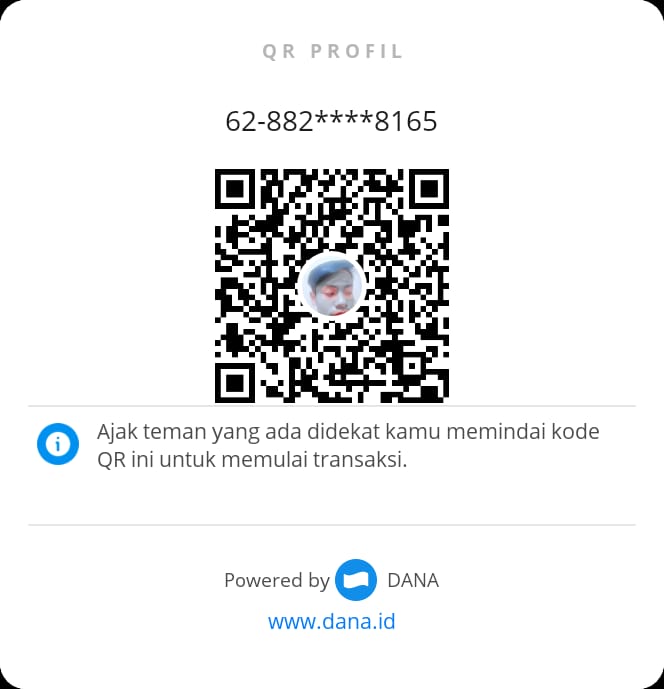 QR PROFIL
62-882****8165
Ajak teman yang ada didekat kamu memindai kode
QR ini untuk memulai transaksi.
Powered by DANA
www.dana.id